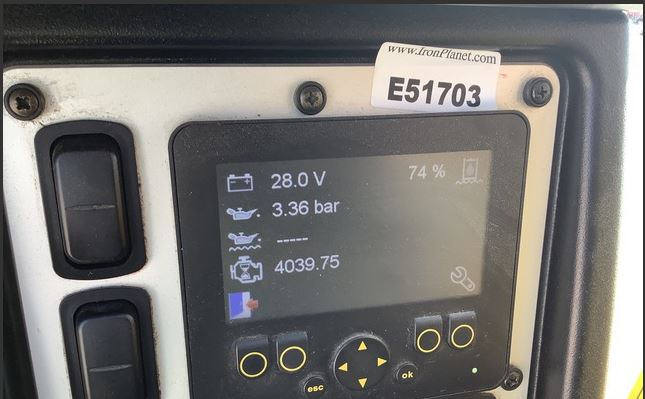 www.IronPlanet.com
E51703
28.0 V
74 %
3.36 bar
-----
4039.75
esc
ok